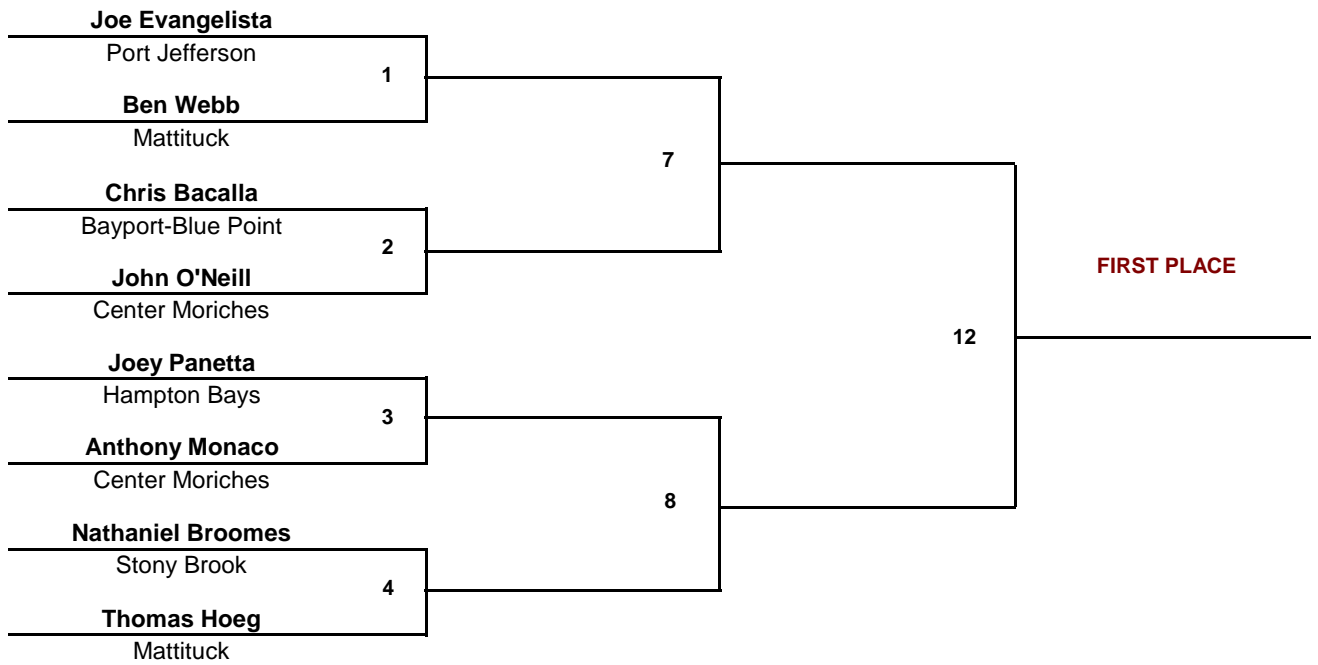 Joe Evangelista
Port Jefferson
1
Ben Webb
Mattituck
7
Chris Bacalla
Bayport-Blue Point
2
John O'Neill
Center Moriches
FIRST PLACE
12
Joey Panetta
Hampton Bays
3
Anthony Monaco
Center Moriches
8
Nathaniel Broomes
Stony Brook
4
Thomas Hoeg
Mattituck